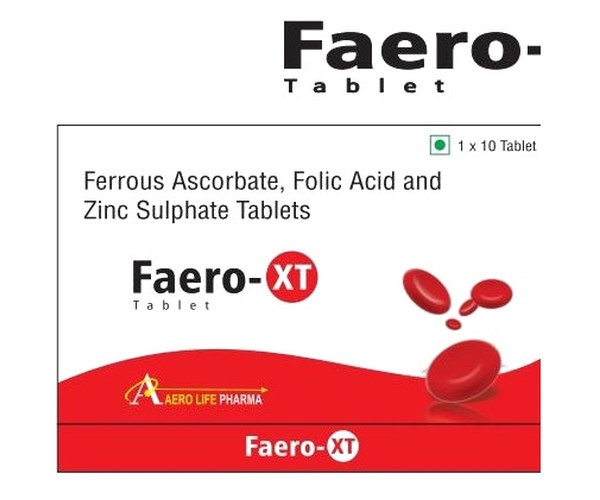 Faero-
Tablet
1 x 10 Tablet
Ferrous Ascorbate, Folic Acid and
Zinc Sulphate Tablets
Faero-XT
Tablet
AERO LIFE PHARMA
Faero-XT